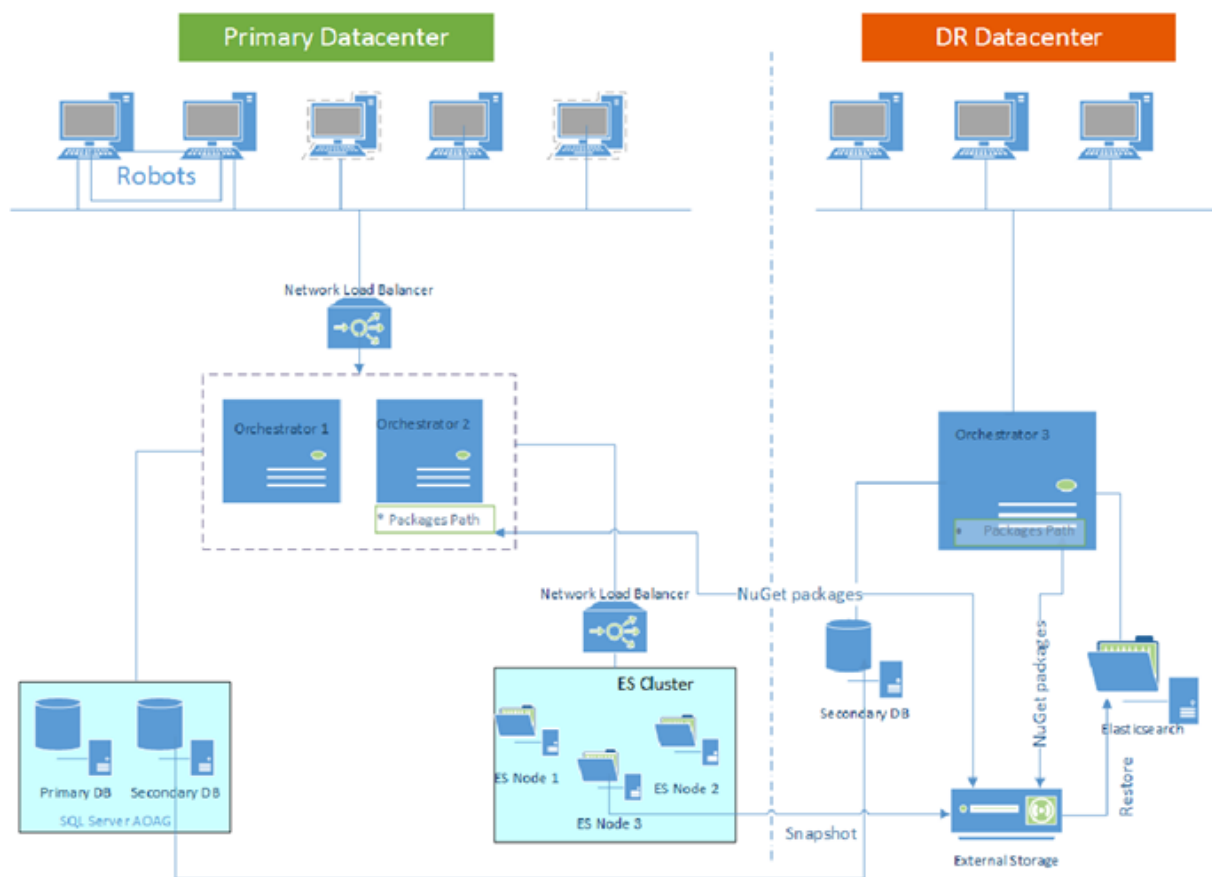 Primary Datacenter
DR Datacenter
Robots
Network Load Balancer
Orchestrator 1
Orchestrator 2
* Packages Path
Orchestrator 3
* Packages Path
Network Load Balancer
NuGet packages
NuGet packages
ES Cluster
ES Node 1
ES Node 2
ES Node 3
Primary DB
Secondary DB
SQL Server AOAG
Secondary DB
Elasticsearch
Restore
Snapshot
External Storage